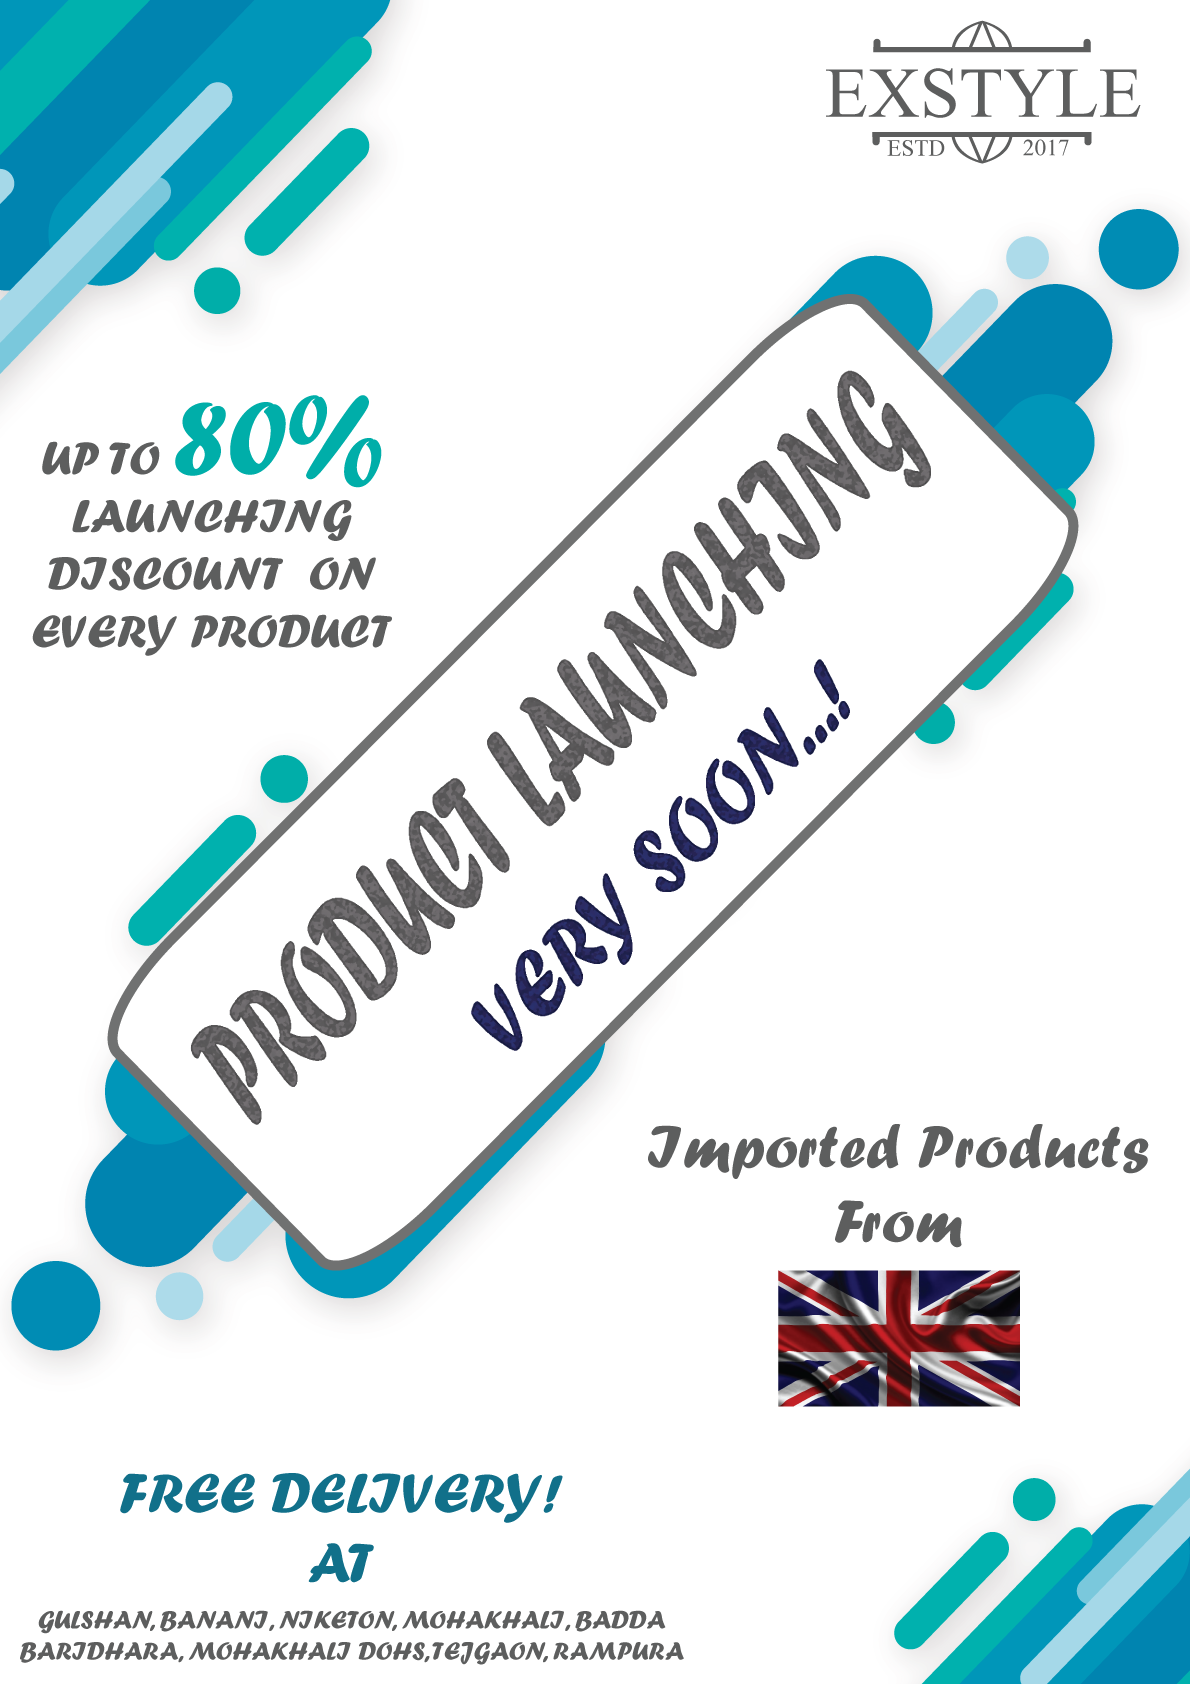 EXSTYLE
ESTD 2017
UP TO 80%
LAUNCHING
DISCOUNT ON
EVERY PRODUCT
PRODUCT LAUNCHING
VERY SOON...!
Imported Products
From
FREE DELIVERY!
AT
GULSHAN, BANANI, NIKETON, MOHAKHALI, BADDA
BARIDHARA, MOHAKHALI DOHS,TEJGAON, RAMPURA